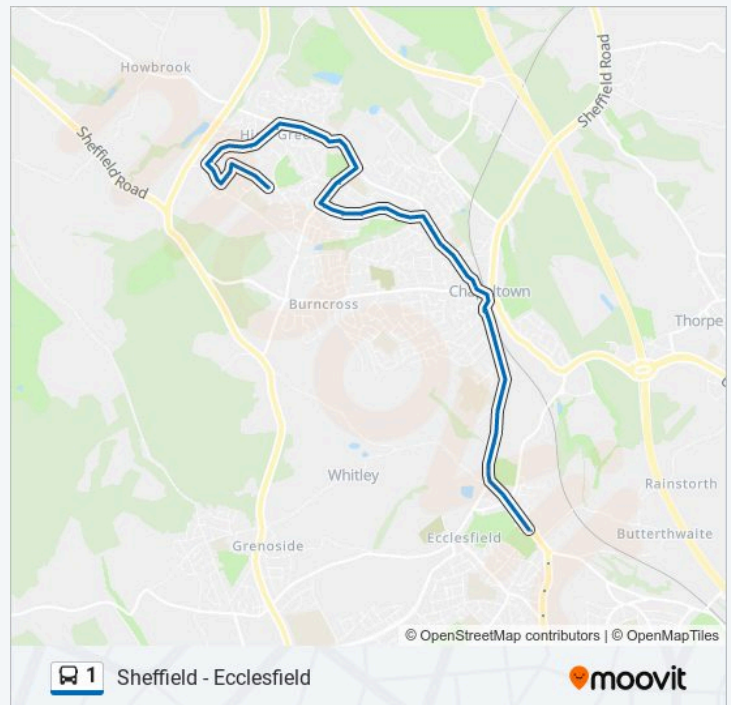 Howbrook
Sheffield Road
Sheffield Road
Chapeltown
Burncross
Thorpe
Whitley
Rainstorth
Ecclesfield
Butterthwaite
Grenoside
© OpenStreetMap contributors | © OpenMapTiles
1 Sheffield - Ecclesfield
moovit